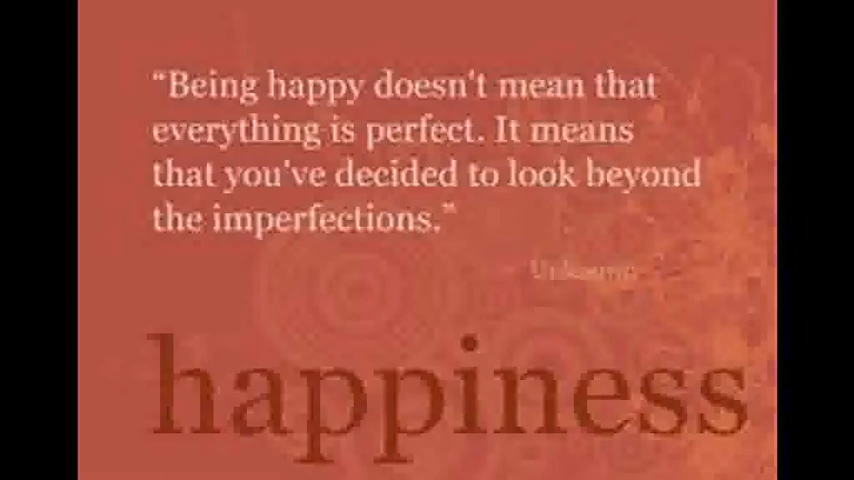 “Being happy doesn't mean that
everything is perfect. It means
that you've decided to look beyond
the imperfections.”
Unknown
happiness